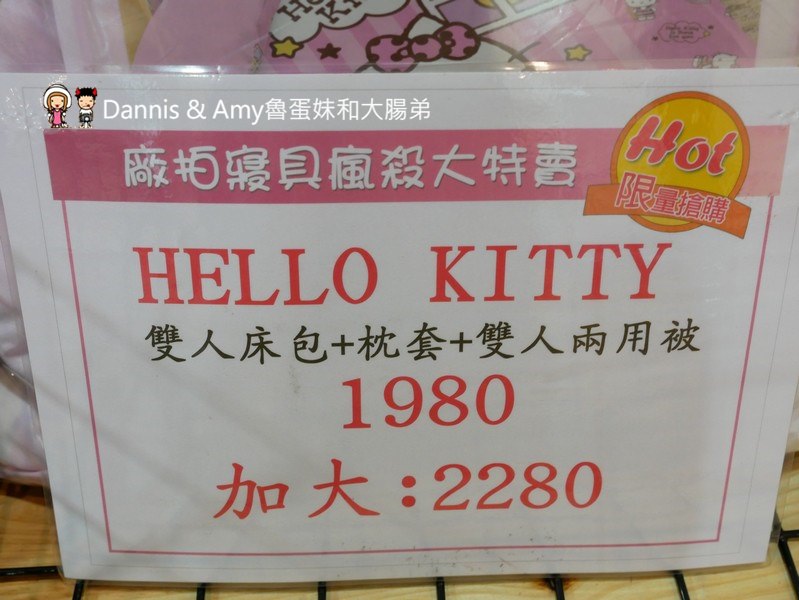 HELLO KITTY
Dannis & Amy魯蛋妹和大腸弟
廠拍寢具瘋殺大特賣
Hot
限量搶購
HELLO KITTY
雙人床包+枕套+雙人兩用被
1980
加大:2280